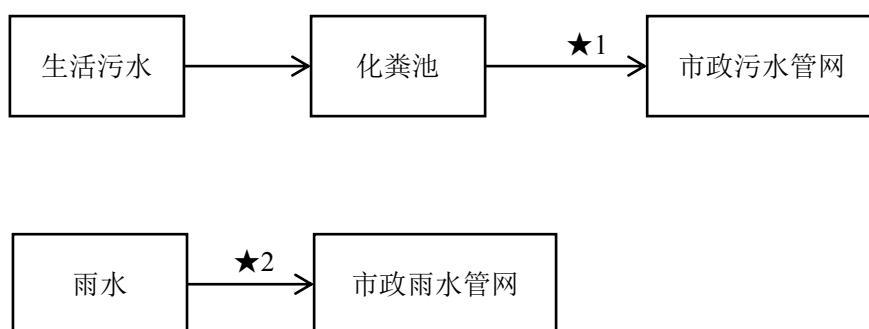 生活污水
化粪池
★1
市政污水管网
雨水
★2
市政雨水管网